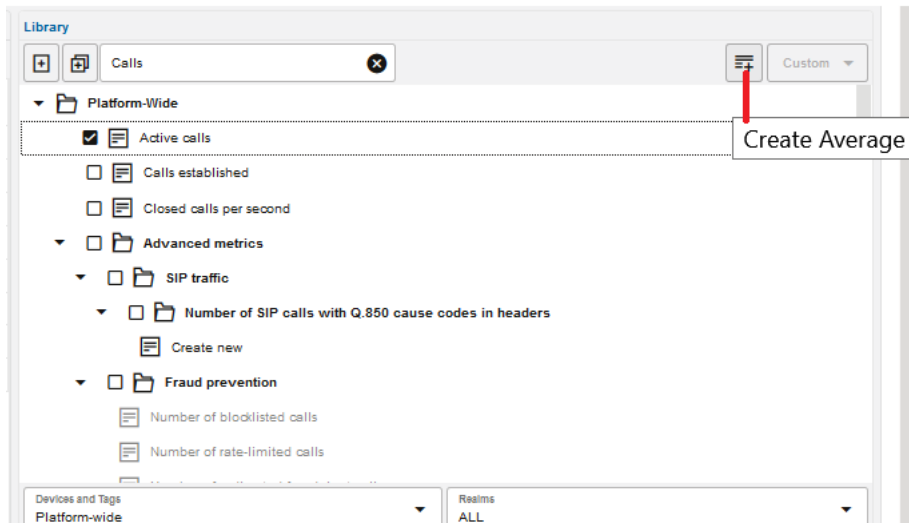 Library
Calls
Custom
Platform-Wide
Active calls
Create Average
Calls established
Closed calls per second
Advanced metrics
SIP traffic
Number of SIP calls with Q.850 cause codes in headers
Create new
Fraud prevention
Number of blocklisted calls
Number of rate-limited calls
Devices and Tags
Platform-wide
Realms
ALL